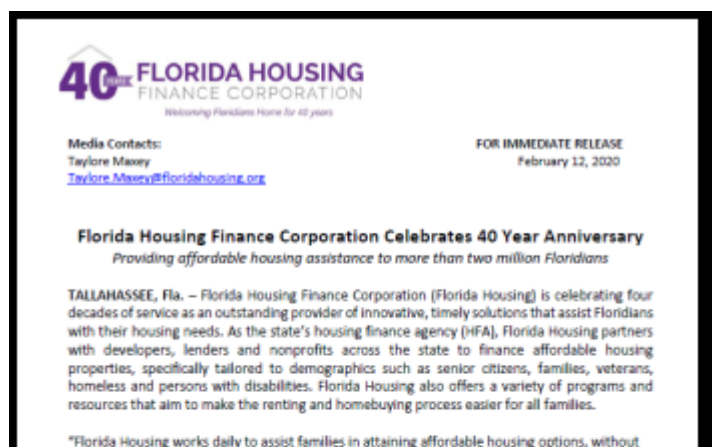 40 YEARS FLORIDA HOUSING
FINANCE CORPORATION
Welcoming Floridians Home for 40 years
Media Contacts: FOR IMMEDIATE RELEASE
Taylore Maxey February 12, 2020
Taylore.Maxey@floridahousing.org
Florida Housing Finance Corporation Celebrates 40 Year Anniversary
Providing affordable housing assistance to more than two million Floridians
TALLAHASSEE, Fla. – Florida Housing Finance Corporation (Florida Housing) is celebrating four
decades of service as an outstanding provider of innovative, timely solutions that assist Floridians
with their housing needs. As the state's housing finance agency (HFA), Florida Housing partners
with developers, lenders and nonprofits across the state to finance affordable housing
properties, specifically tailored to demographics such as senior citizens, families, veterans,
homeless and persons with disabilities. Florida Housing also offers a variety of programs and
resources that aim to make the renting and homebuying process easier for all families.
"Florida Housing works daily to assist families in attaining affordable housing options, without